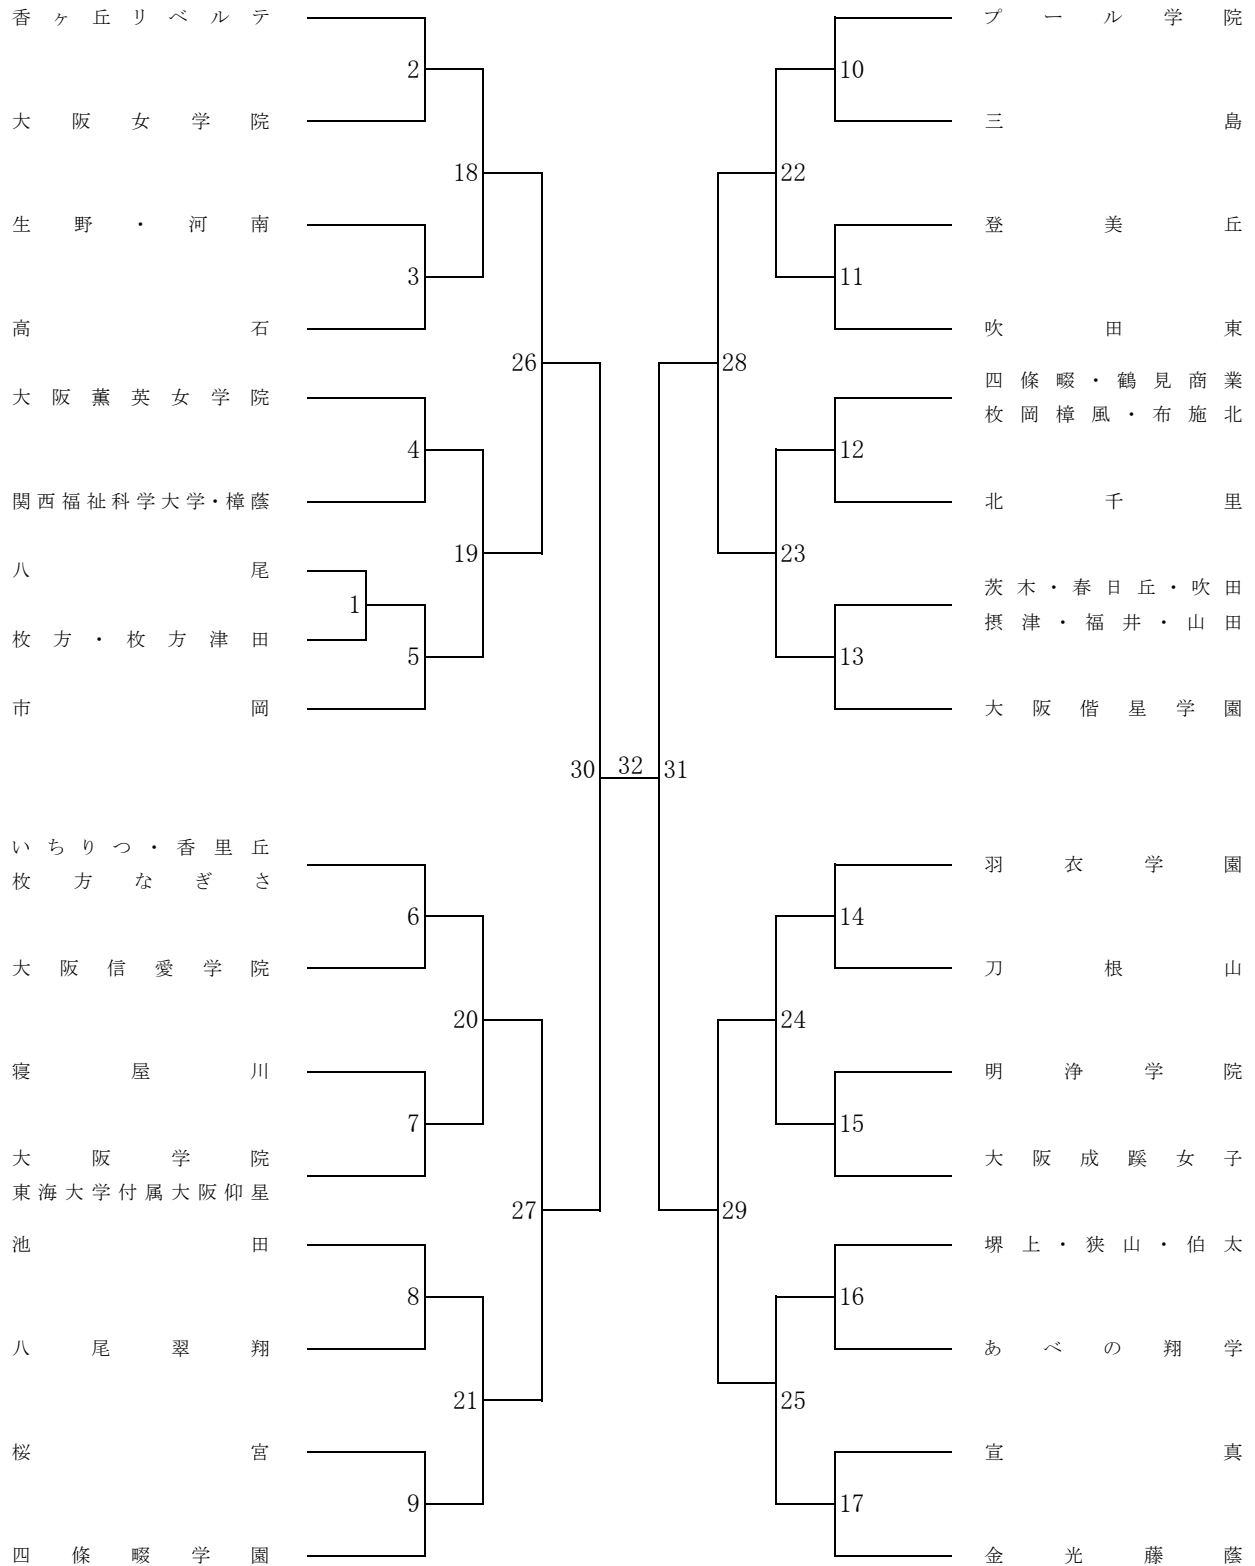 香ヶ丘リベルテ
2
大阪女学院
18
生野・河南
3
高石
26
大阪薫英女学院
4
関西福祉科学大学・樟蔭
19
八尾
1
枚方・枚方津田
5
市岡
30
32
31
いちりつ・香里丘
枚方なぎさ
6
大阪信愛学院
20
寝屋川
7
大阪学院
東海大学付属大阪仰星
27
池田
8
八尾翠翔
21
桜宮
9
四條畷学園
プール学院
10
三島
22
登美丘
11
吹田東
28
四條畷・鶴見商業
枚岡樟風・布施北
12
北千里
23
茨木・春日丘・吹田
摂津・福井・山田
13
大阪偕星学園
羽衣学園
14
刀根山
24
明浄学院
15
大阪成蹊女子
29
堺上・狭山・伯太
16
あべの翔学
25
宣真
17
金光藤蔭